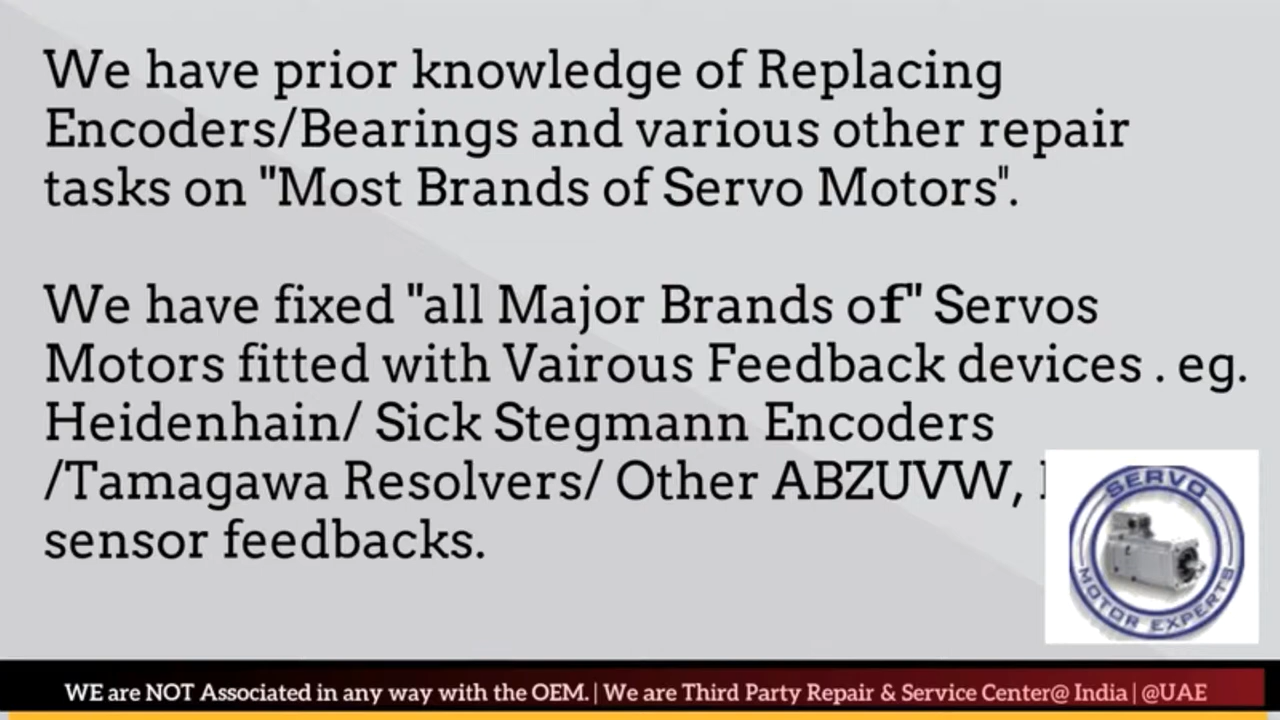 We have prior knowledge of Replacing
Encoders/Bearings and various other repair
tasks on "Most Brands of Servo Motors".
We have fixed "all Major Brands of" Servos
Motors fitted with Vairous Feedback devices . eg.
Heidenhain/ Sick Stegmann Encoders
/Tamagawa Resolvers/ Other ABZUVW,
sensor feedbacks.
SERVO
MOTOR EXPERTS
WE are NOT Associated in any way with the OEM. | We are Third Party Repair & Service Center@ India | @UAE